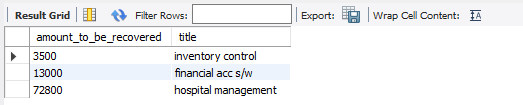 Result Grid Filter Rows: Export: Wrap Cell Content:
amount_to_be_recovered title
3500 inventory control
13000 financial acc s/w
72800 hospital management